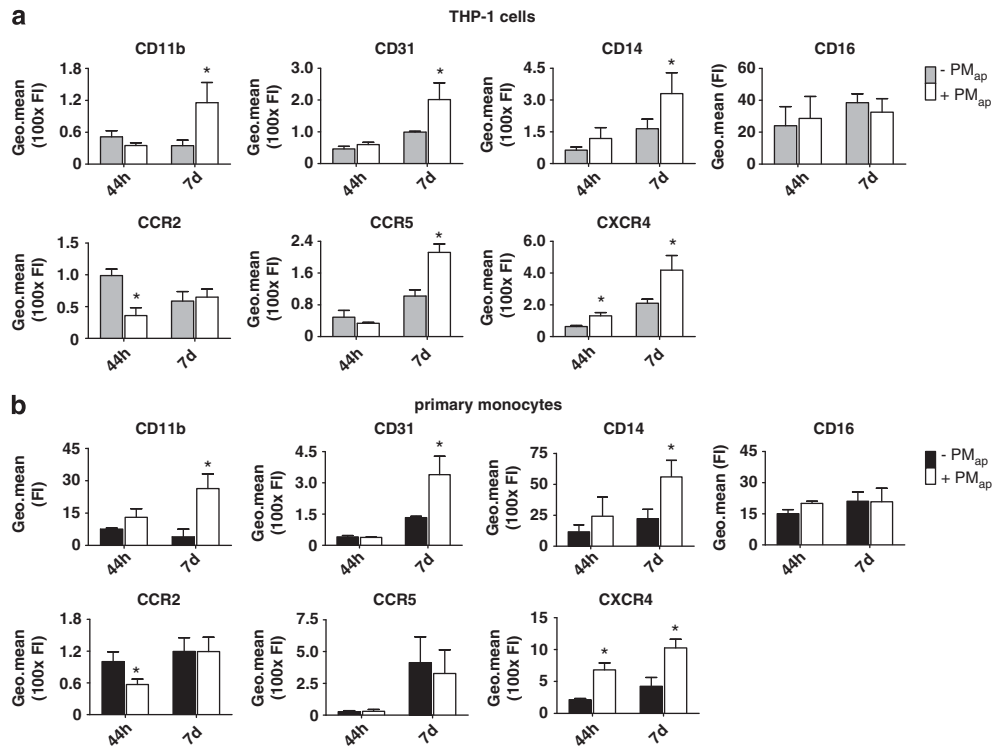 a
THP-1 cells
CD11b
Geo.mean
(100x FI)
1.8
1.2
0.6
0
*
44h
7d
CD31
Geo.mean
(100x FI)
3.0
2.0
1.0
0
*
44h
7d
CD14
Geo.mean
(100x FI)
4.5
3.0
1.5
0
*
44h
7d
CD16
Geo.mean (FI)
60
40
20
0
44h
7d
- PMap
+ PMap
CCR2
Geo.mean
(100x FI)
1.5
1.0
0.5
0
*
44h
7d
CCR5
Geo.mean
(100x FI)
2.4
1.6
0.8
0
*
44h
7d
CXCR4
Geo.mean
(100x FI)
6.0
4.0
2.0
0
*
*
44h
7d
b
primary monocytes
CD11b
Geo.mean
(FI)
45
30
15
0
*
44h
7d
CD31
Geo.mean
(100x FI)
4.5
3.0
1.5
0
*
44h
7d
CD14
Geo.mean
(100x FI)
75
50
25
0
*
44h
7d
CD16
Geo.mean (FI)
45
30
15
0
44h
7d
- PMap
+ PMap
CCR2
Geo.mean
(100x FI)
1.8
1.2
0.6
0
*
44h
7d
CCR5
Geo.mean
(100x FI)
7.5
5.0
2.5
0
44h
7d
CXCR4
Geo.mean
(100x FI)
15
10
5
0
*
*
44h
7d